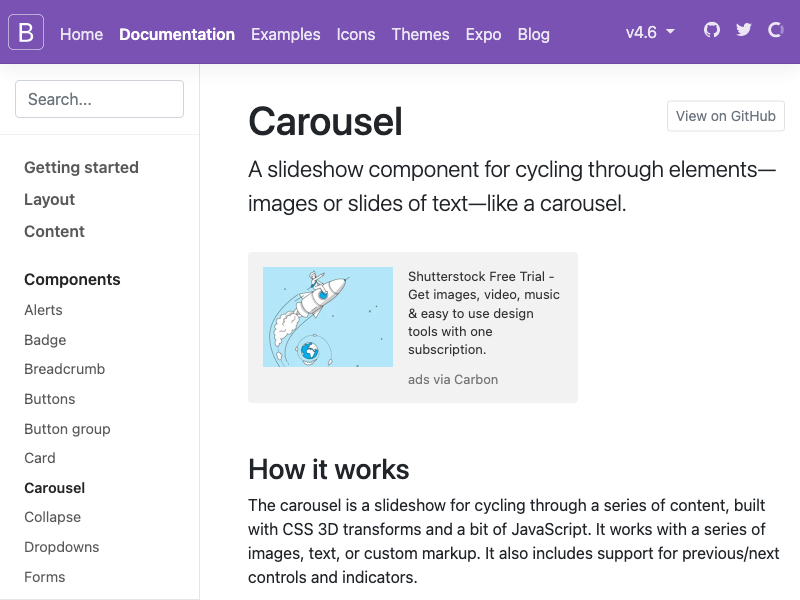 B Home Documentation Examples Icons Themes Expo Blog v4.6
Search...
Getting started
Layout
Content
Components
Alerts
Badge
Breadcrumb
Buttons
Button group
Card
Carousel
Collapse
Dropdowns
Forms
Carousel
View on GitHub
A slideshow component for cycling through elements—
images or slides of text—like a carousel.
Shutterstock Free Trial -
Get images, video, music
& easy to use design
tools with one
subscription.
ads via Carbon
How it works
The carousel is a slideshow for cycling through a series of content, built
with CSS 3D transforms and a bit of JavaScript. It works with a series of
images, text, or custom markup. It also includes support for previous/next
controls and indicators.